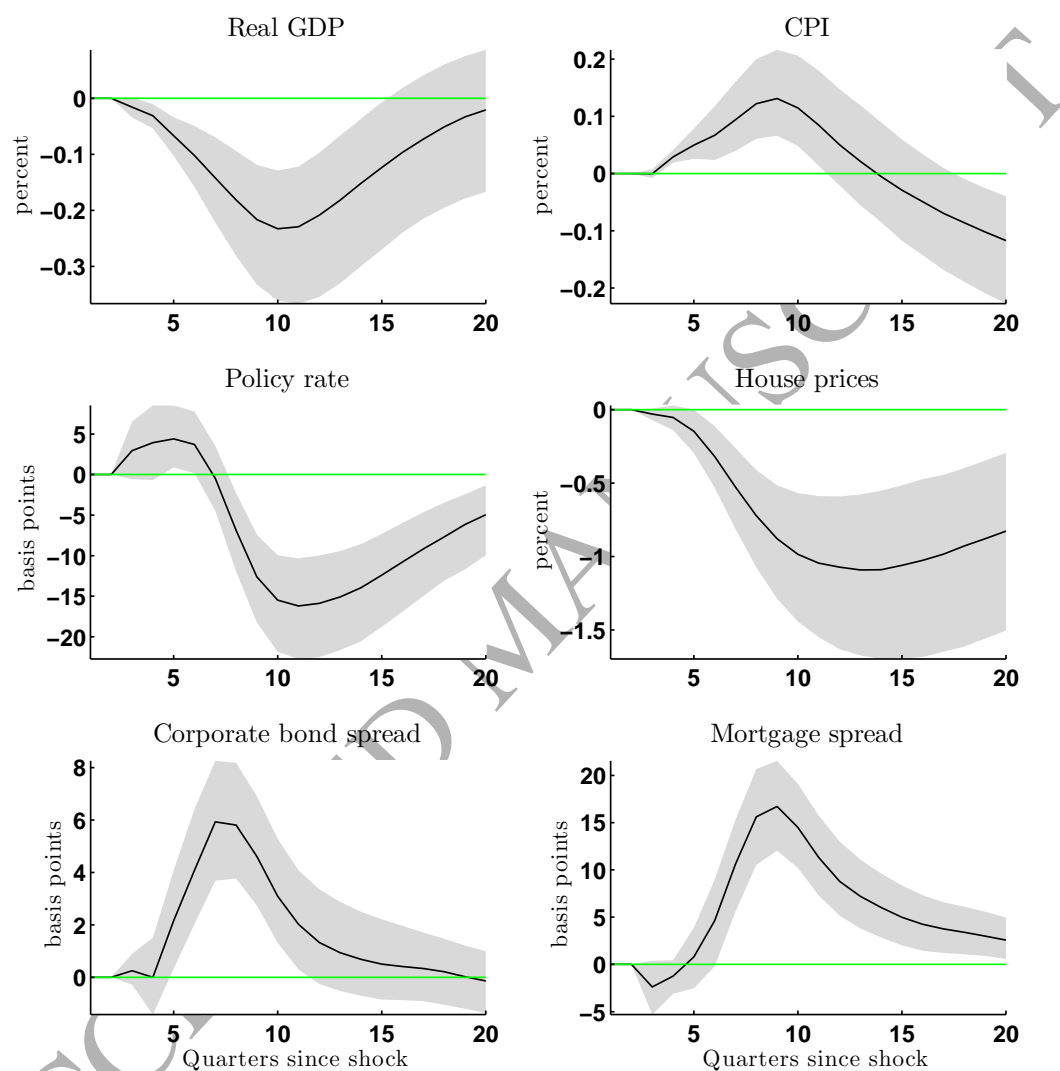 Real GDP
percent
0
−0.1
−0.2
−0.3
5 10 15 20
CPI
percent
0.2
0.1
0
−0.1
−0.2
5 10 15 20
Policy rate
basis points
5
0
−5
−10
−15
−20
5 10 15 20
House prices
percent
0
−0.5
−1
−1.5
5 10 15 20
Corporate bond spread
basis points
8
6
4
2
0
5 10 15 20
Quarters since shock
Mortgage spread
basis points
20
15
10
5
0
−5
5 10 15 20
Quarters since shock